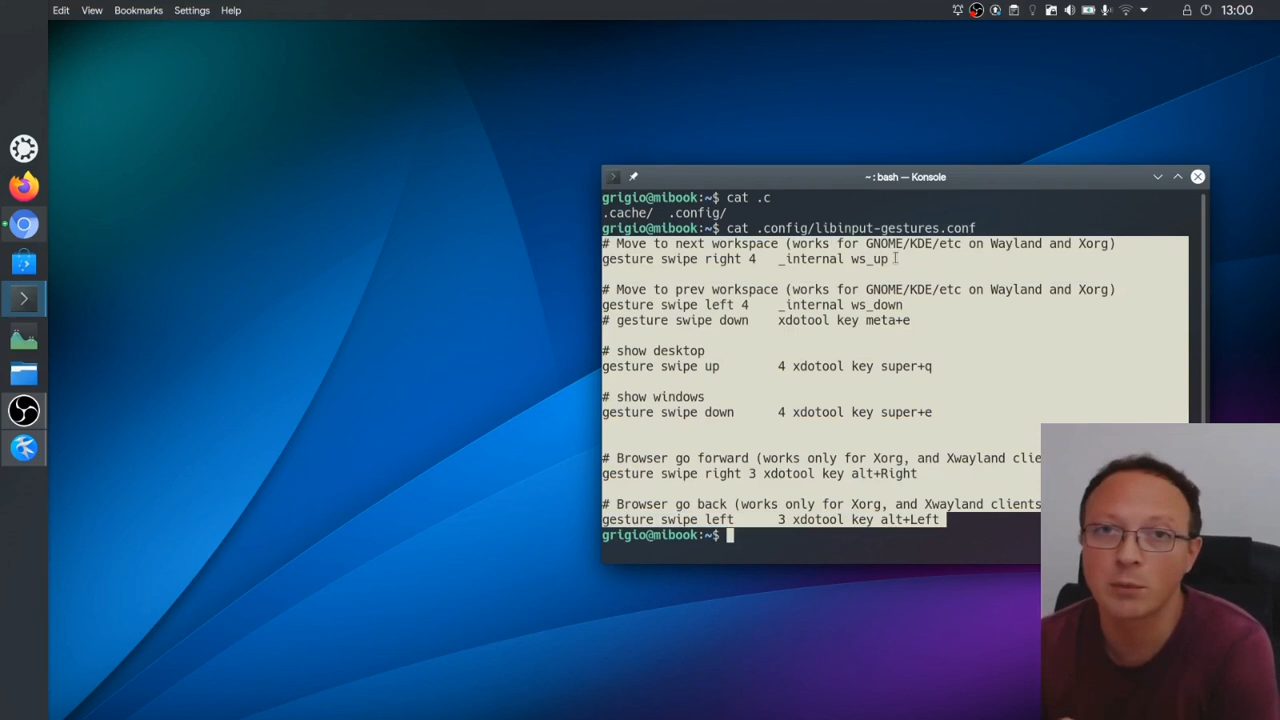 Edit View Bookmarks Settings Help 13:00
~ : bash — Konsole
grigio@mibook:~$ cat .c
.cache/ .config/
grigio@mibook:~$ cat .config/libinput-gestures.conf
# Move to next workspace (works for GNOME/KDE/etc on Wayland and Xorg)
gesture swipe right 4 _internal ws_up
# Move to prev workspace (works for GNOME/KDE/etc on Wayland and Xorg)
gesture swipe left 4 _internal ws_down
# gesture swipe down xdotool key meta+e
# show desktop
gesture swipe up 4 xdotool key super+q
# show windows
gesture swipe down 4 xdotool key super+e
# Browser go forward (works only for Xorg, and Xwayland clie
gesture swipe right 3 xdotool key alt+Right
# Browser go back (works only for Xorg, and Xwayland clients
gesture swipe left 3 xdotool key alt+Left
grigio@mibook:~$